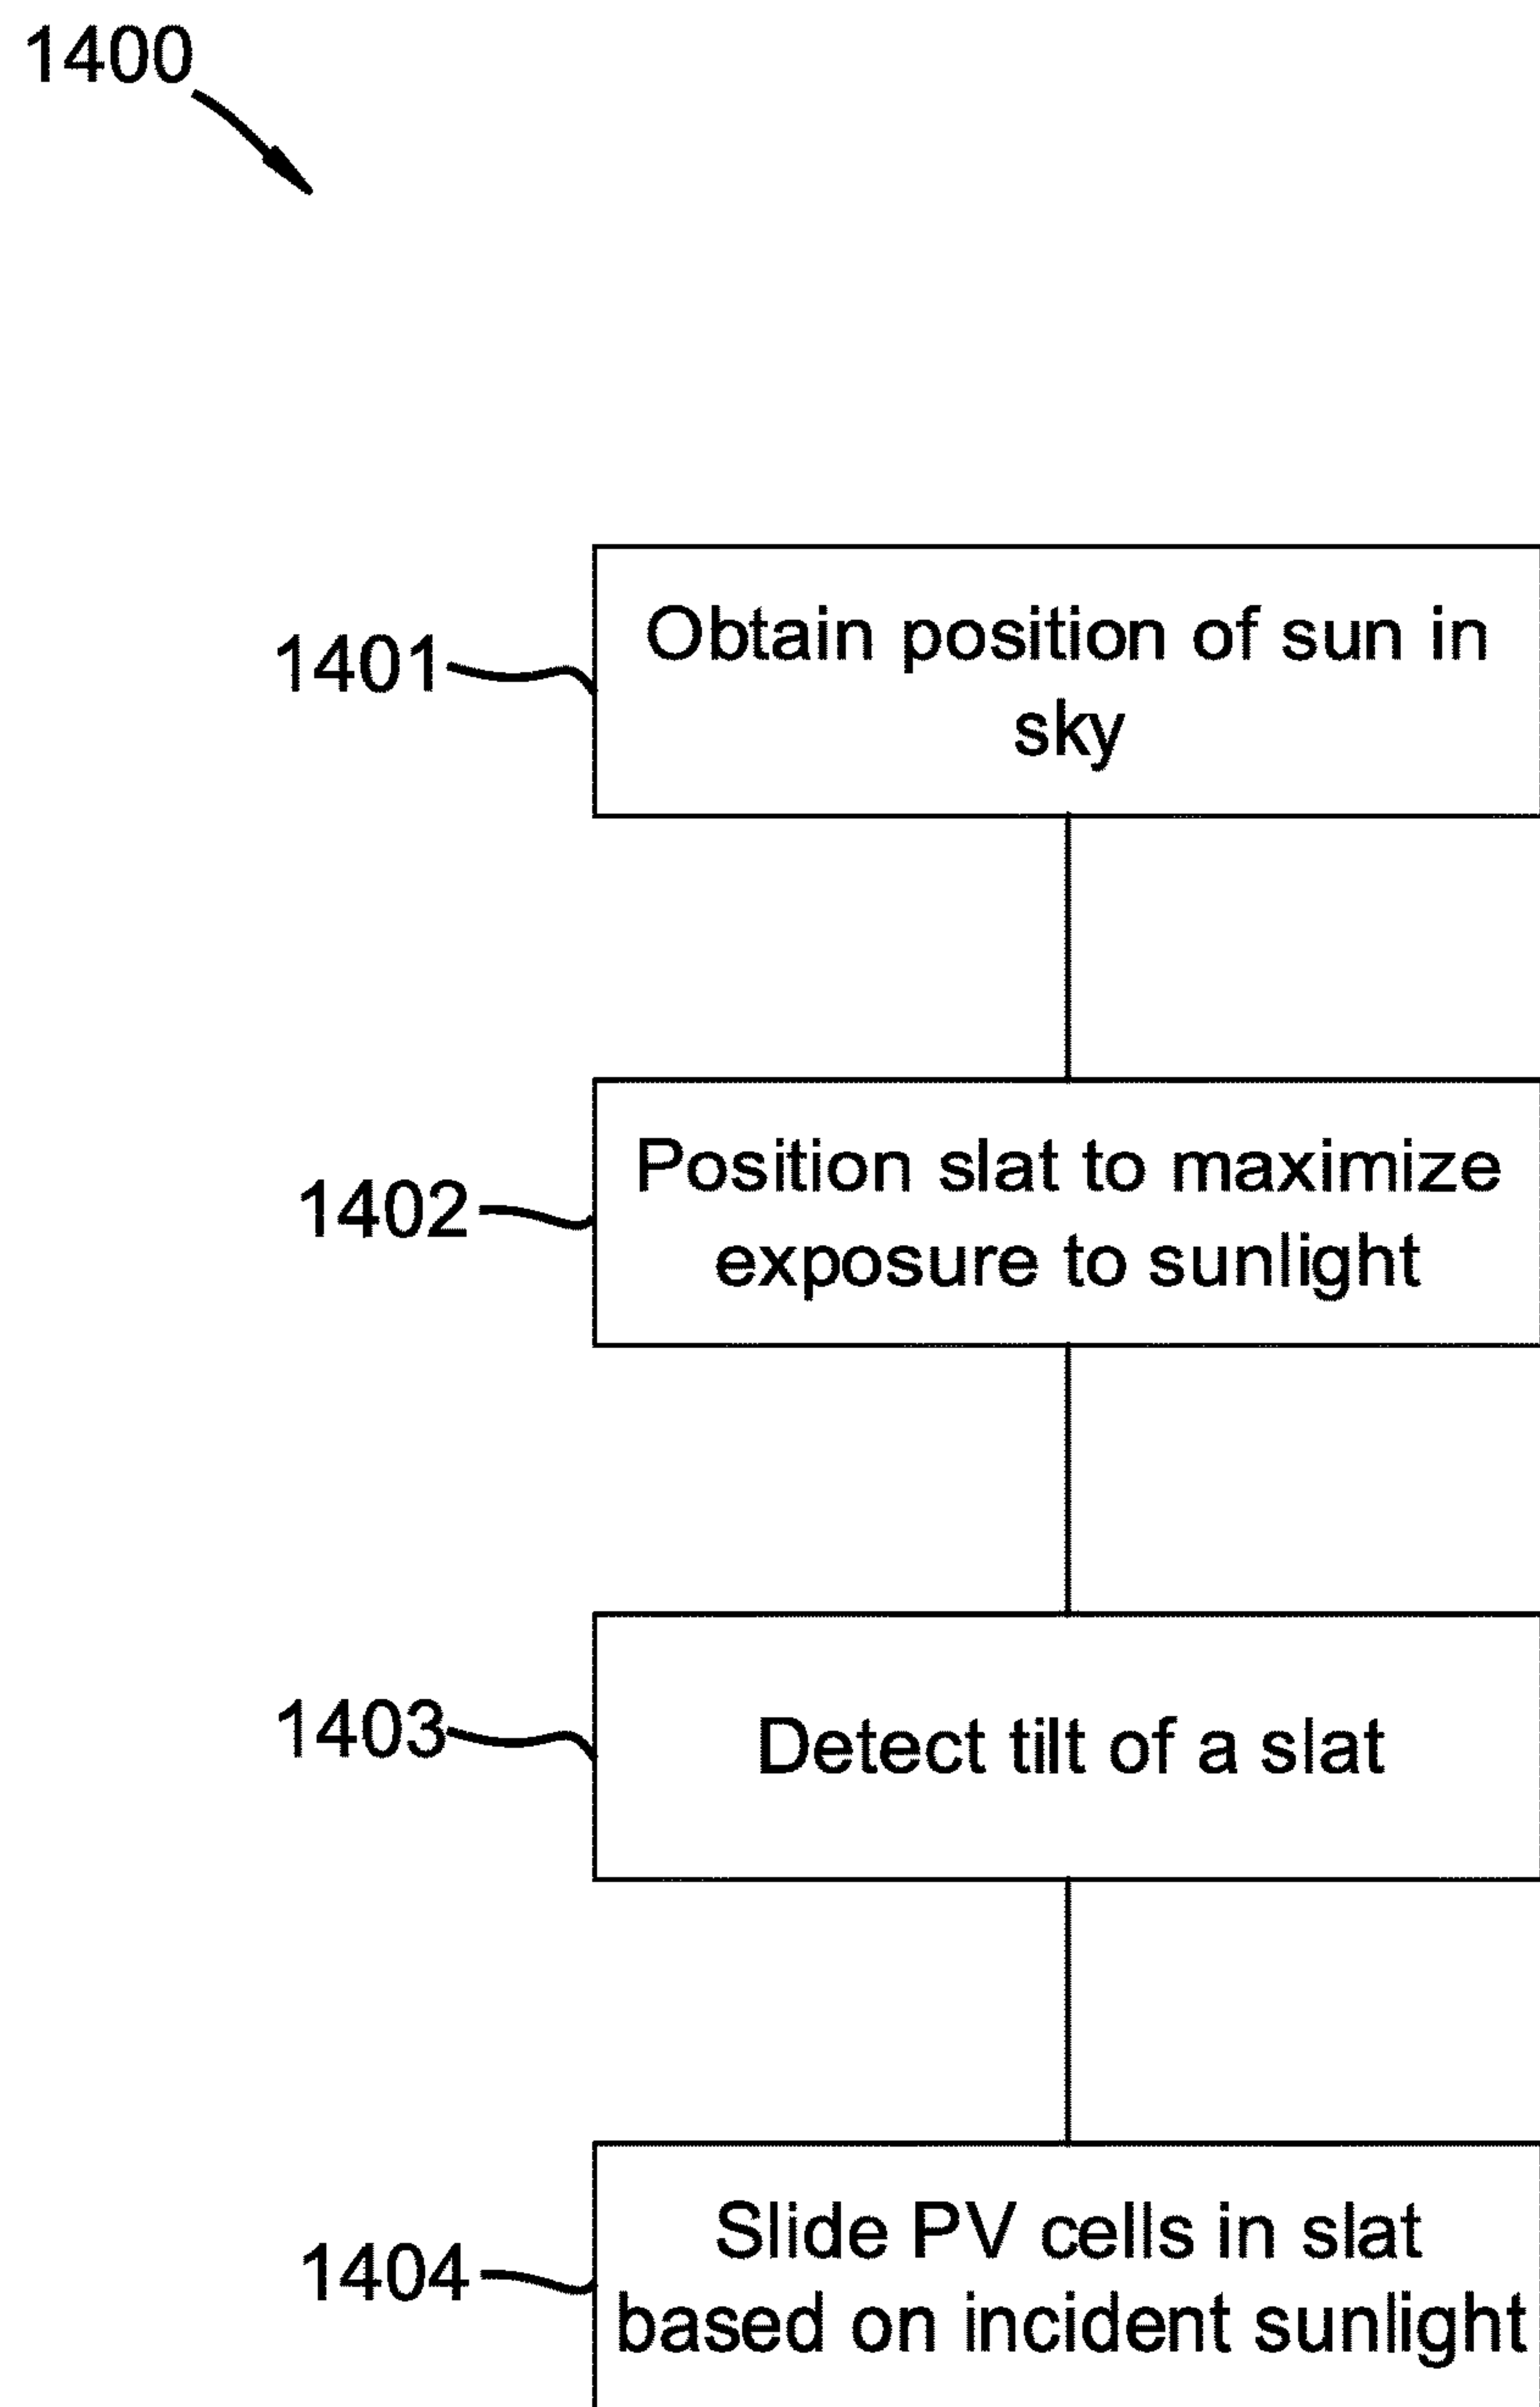 1400
1401
Obtain position of sun in
sky
1402
Position slat to maximize
exposure to sunlight
1403
Detect tilt of a slat
1404
Slide PV cells in slat
based on incident sunlight